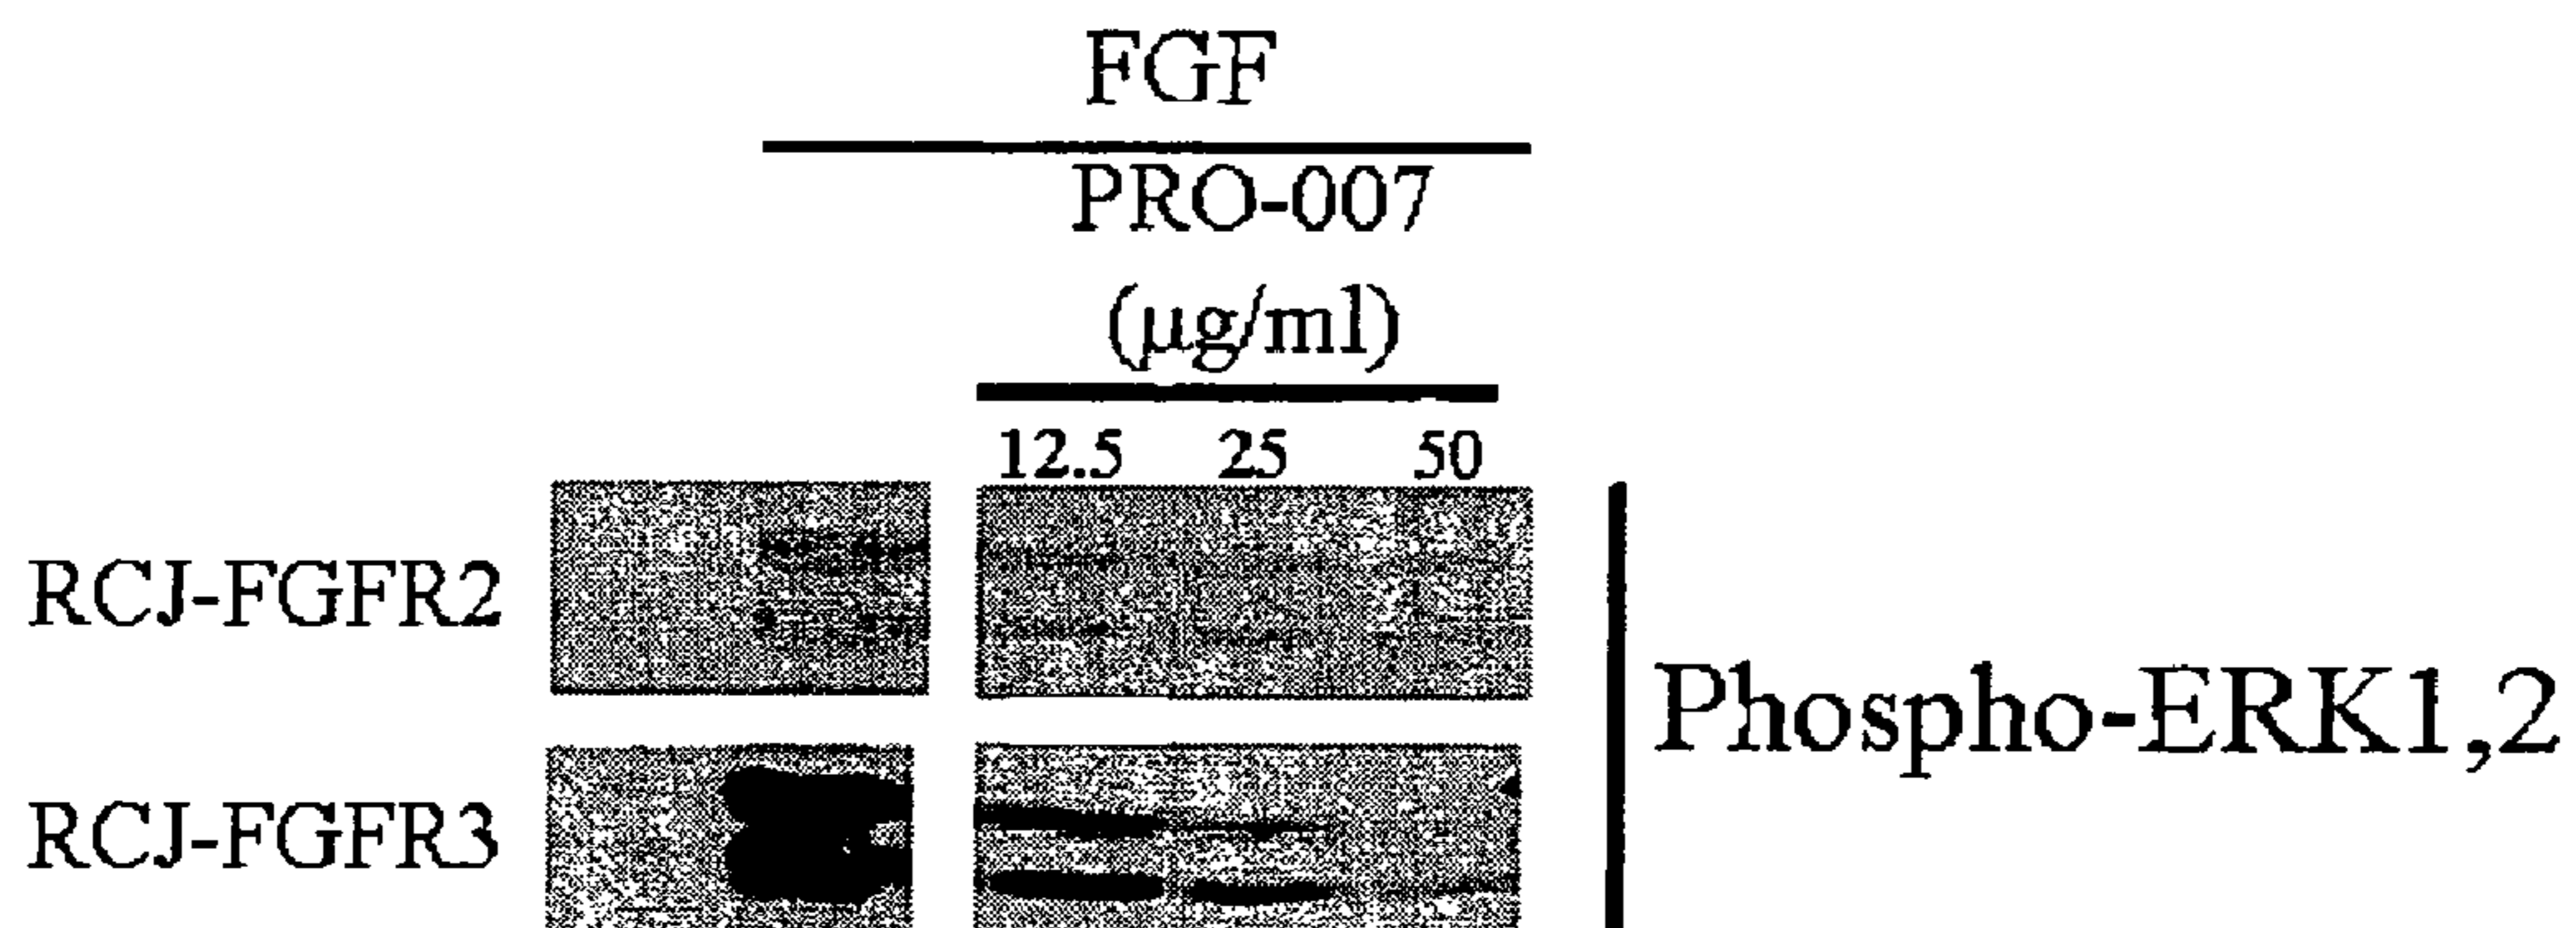 FGF
PRO-007
(µg/ml)
12.5 25 50
RCJ-FGFR2
Phospho-ERK1,2
RCJ-FGFR3